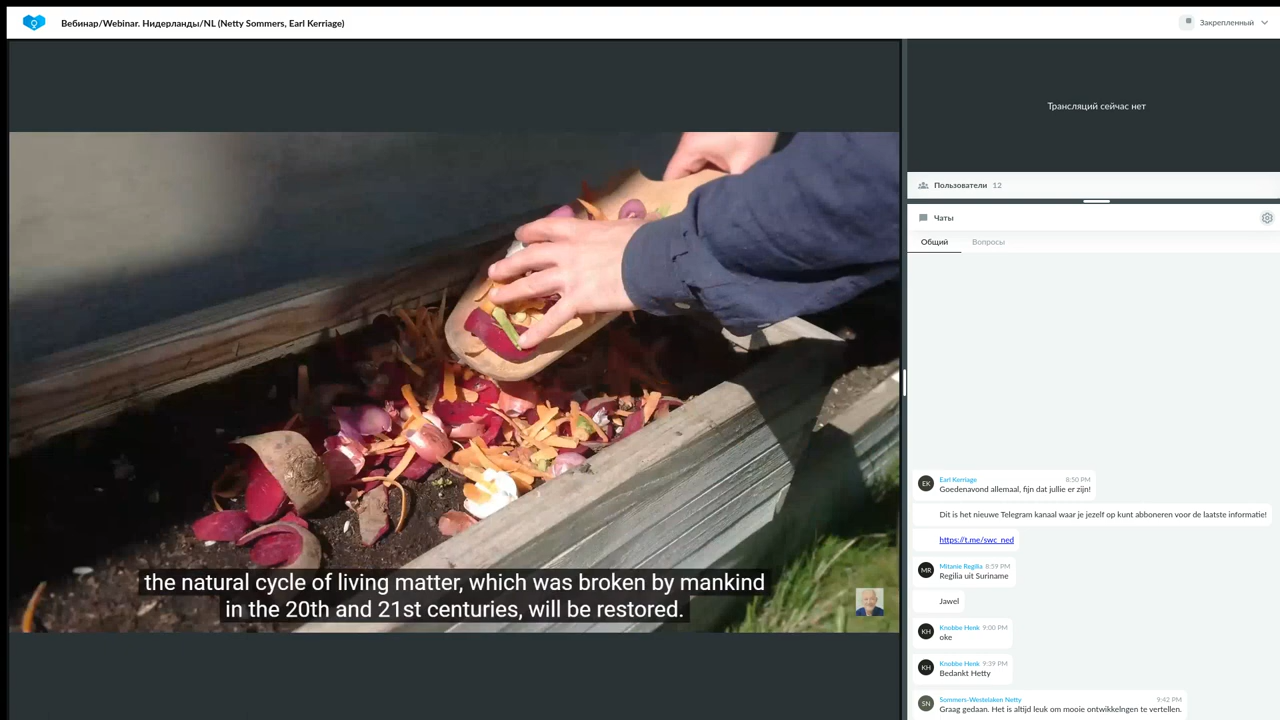 Вебинар/Webinar. Нидерланды/NL (Netty Sommers, Earl Kerriage)
Закрепленный
Трансляций сейчас нет
Пользователи 12
Чаты
Общий
Вопросы
the natural cycle of living matter, which was broken by mankind
in the 20th and 21st centuries, will be restored.
EK
Earl Kerriage 8:50 PM
Goedenavond allemaal, fijn dat jullie er zijn!
Dit is het nieuwe Telegram kanaal waar je jezelf op kunt abboneren voor de laatste informatie!
https://t.me/swc_ned
MR
Mitanie Regilia 8:59 PM
Regilia uit Suriname
Jawel
KH
Knobbe Henk 9:00 PM
oke
KH
Knobbe Henk 9:39 PM
Bedankt Hetty
SN
Sommers-Westelaken Netty 9:42 PM
Graag gedaan. Het is altijd leuk om mooie ontwikkelngen te vertellen.